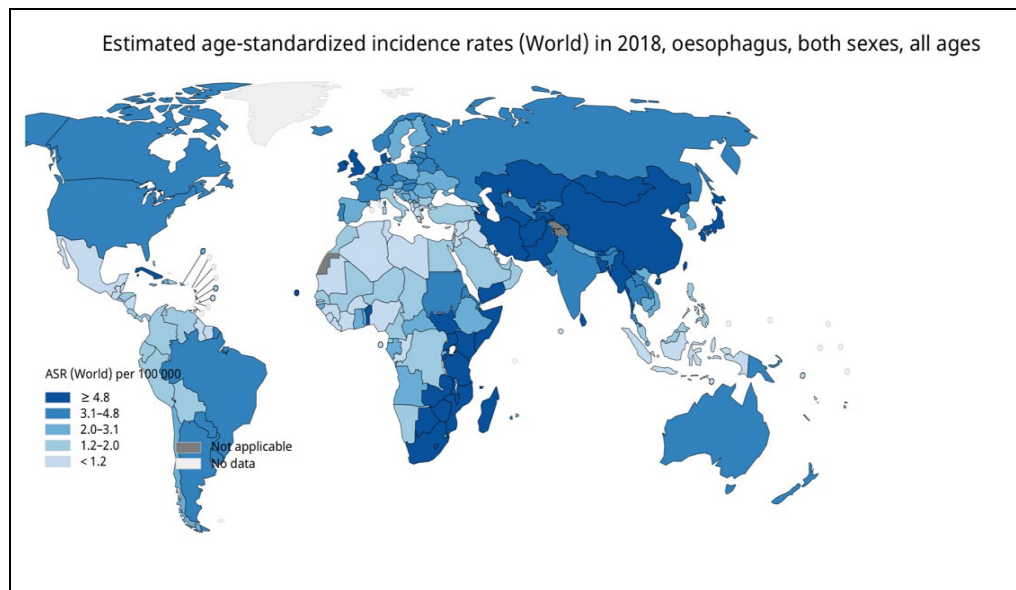 Estimated age-standardized incidence rates (World) in 2018, oesophagus, both sexes, all ages
ASR (World) per 100 000
≥ 4.8
3.1–4.8
2.0–3.1
1.2–2.0
< 1.2
Not applicable
No data